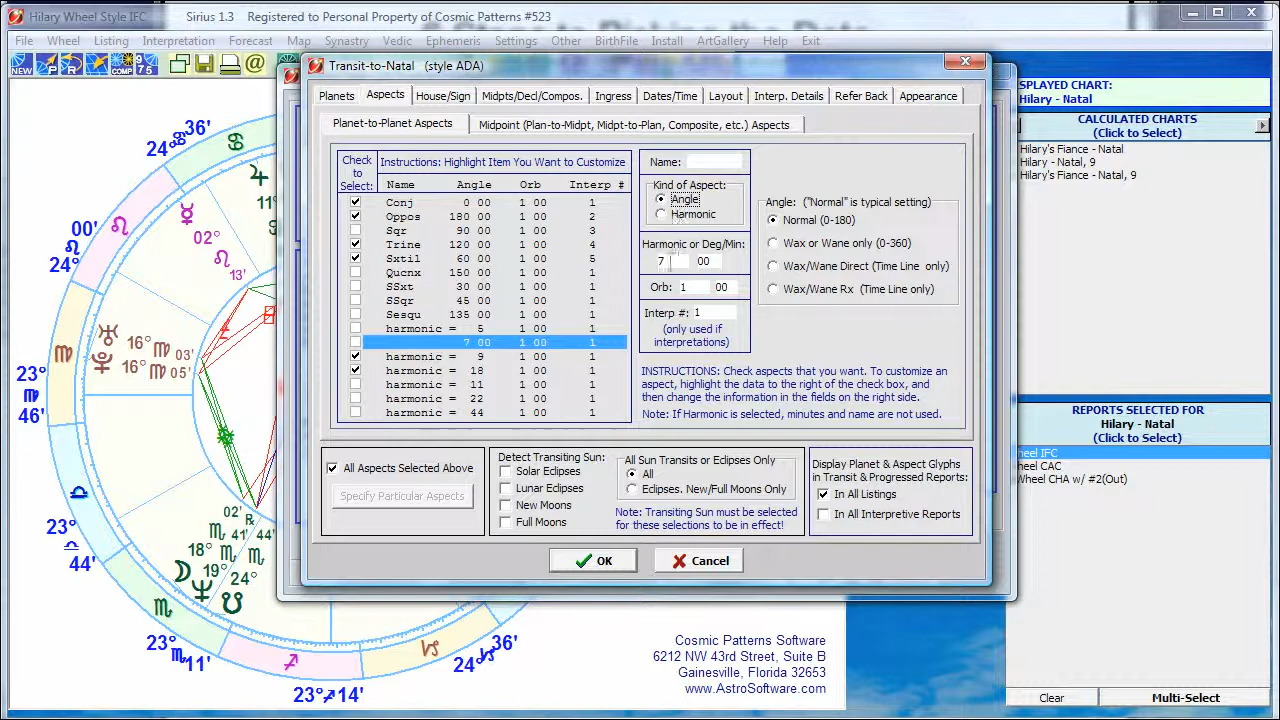 Hilary Wheel Style IFC Sirius 1.3 Registered to Personal Property of Cosmic Patterns #523
File Wheel Listing Interpretation Forecast Map Synastry Vedic Ephemeris Settings Other BirthFile Install ArtGallery Help Exit
NEW P R COMP 9 7 5 @ ADA
Transit-to-Natal (style ADA)
Planets Aspects House/Sign Midpts/Ded/Compos. Ingress Dates/Time Layout Interp. Details Refer Back Appearance
Planet-to-Planet Aspects Midpoint (Plan-to-Midpt, Midpt-to-Plan, Composite, etc.) Aspects
Check to Select:
Instructions: Highlight Item You Want to Customize
Name Angle Orb Interp #
Conj 0 00 1 00 1
Oppos 180 00 1 00 2
Sqr 90 00 1 00 3
Trine 120 00 1 00 4
Sxtil 60 00 1 00 5
Qucnx 150 00 1 00 1
SSxt 30 00 1 00 1
SSqr 45 00 1 00 1
Sesqu 135 00 1 00 1
harmonic = 5 1 00 1
7 00 1 00 1
harmonic = 9 1 00 1
harmonic = 18 1 00 1
harmonic = 11 1 00 1
harmonic = 22 1 00 1
harmonic = 44 1 00 1
Name:
Kind of Aspect:
Angle
Harmonic
Harmonic or Deg/Min:
7 00
Orb: 1 00
Interp #: 1
(only used if
interpretations)
Angle: ("Normal" is typical setting)
Normal (0-180)
Wax or Wane only (0-360)
Wax/Wane Direct (Time Line only)
Wax/Wane Rx (Time Line only)
INSTRUCTIONS: Check aspects that you want. To customize an
aspect, highlight the data to the right of the check box, and
then change the information in the fields on the right side.
Note: If Harmonic is selected, minutes and name are not used.
All Aspects Selected Above
Specify Particular Aspects
Detect Transiting Sun:
Solar Eclipses
Lunar Eclipses
New Moons
Full Moons
All Sun Transits or Eclipses Only
All
Eclipses. New/Full Moons Only
Note: Transiting Sun must be selected
for these selections to be in effect!
Display Planet & Aspect Glyphs
in Transit & Progressed Reports:
In All Listings
In All Interpretive Reports
OK Cancel
SPLAYED CHART:
Hilary - Natal
CALCULATED CHARTS
(Click to Select)
Hilary's Fiance - Natal
Hilary - Natal, 9
Hilary's Fiance - Natal, 9
REPORTS SELECTED FOR
Hilary - Natal
(Click to Select)
heel IFC
heel CAC
Wheel CHA w/ #2(Out)
Clear Multi-Select
24° ♋ 36'
♃ 11°
00' ♌ 24°
☿ 02° ♌ 13'
♅ 16° ♍ 03'
♇ 16° ♍ 05'
23° ♍ 46'
23° ♎ 44'
02' ℞
♏ 41' 44'
18° ♏
19° ♏
24°
☽ ♆ ☋
23° ♏ 11'
23° ♐ 14'
24° ♑ 36'
Cosmic Patterns Software
6212 NW 43rd Street, Suite B
Gainesville, Florida 32653
www.AstroSoftware.com